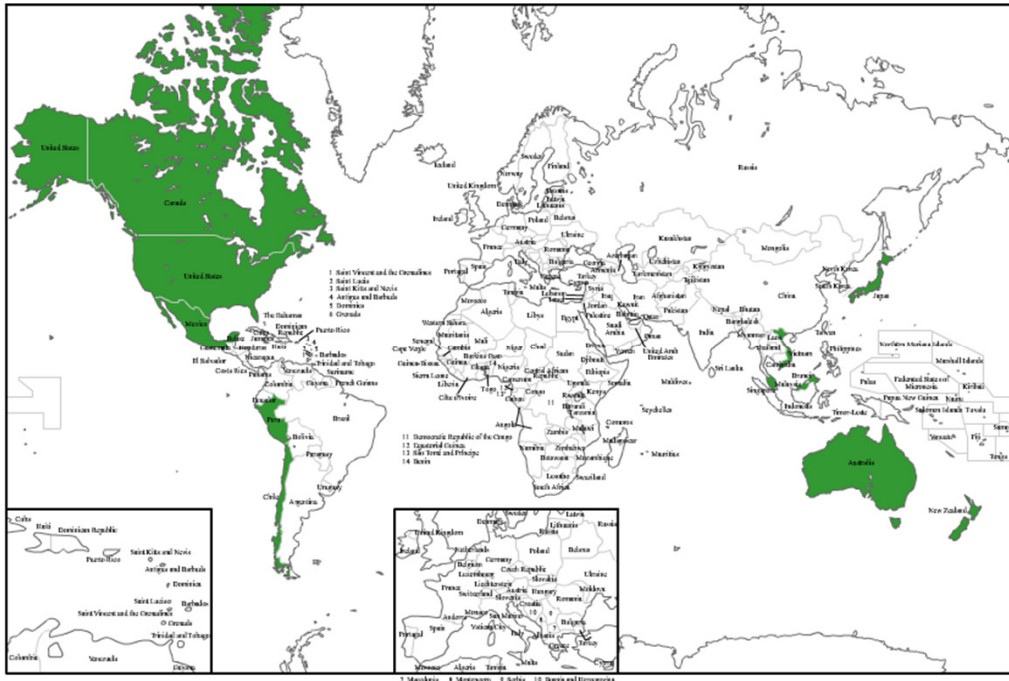 United States
Canada
United States
Mexico
Iceland
Sweden
Finland
Norway
Russia
United Kingdom
Ireland
Denmark
Lithuania
Poland
Belarus
Germany
Ukraine
France
Austria
Romania
Italy
Bulgaria
Portugal
Spain
Kazakhstan
Mongolia
Uzbekistan
Kyrgyzstan
Turkmenistan
Tajikistan
Azerbaijan
Georgia
Armenia
Turkey
Syria
Malta
Tunisia
Lebanon
Israel
Jordan
Palestine
Iraq
Iran
Iran
Kuwait
Bahrain
Qatar
Afghanistan
Pakistan
North Korea
South Korea
Japan
China
1 Saint Vincent and the Grenadines
2 Saint Lucia
3 Saint Kitts and Nevis
4 Antigua and Barbuda
5 Dominica
6 Grenada
The Bahamas
Dominican
Republic
Puerto Rico
Cuba
Haiti
Jamaica
Belize
Honduras
El Salvador
Nicaragua
Costa Rica
Panama
Barbados
Trinidad and Tobago
Venezuela
Suriname
Guyana
French Guiana
Colombia
Ecuador
Peru
Brazil
Bolivia
Paraguay
Uruguay
Chile
Argentina
Morocco
Algeria
Libya
Egypt
Western Sahara
Mauritania
Mali
Niger
Chad
Sudan
Senegal
Cape Verde
Gambia
Guinea-Bissau
Guinea
Sierra Leone
Liberia
Côte d'Ivoire
Burkina Faso
Ghana
Togo
Nigeria
Cameroon
Central African
Republic
Gabon
Congo
Angola
Djibouti
Ethiopia
Somalia
Uganda
Kenya
Rwanda
Burundi
Tanzania
11
Zambia
Malawi
Namibia
Zimbabwe
Botswana
Mozambique
Lesotho
Swaziland
South Africa
Comoros
Madagascar
Seychelles
Mauritius
Saudi
Arabia
Yemen
Oman
United Arab
Emirates
Nepal
Bhutan
Bangladesh
India
Myanmar
Laos
Thailand
Vietnam
Cambodia
Sri Lanka
Maldives
Taiwan
Philippines
Brunei
Malaysia
Singapore
Indonesia
Timor-Leste
Northern Mariana Islands
Palau
Federated States of
Micronesia
Marshall Islands
Kiribati
Papua New Guinea
Nauru
Solomon Islands
Tuvalu
Vanuatu
Fiji
Tonga
Australia
New Zealand
11 Democratic Republic of the Congo
12 Equatorial Guinea
13 São Tomé and Príncipe
14 Benin
Cuba
Haiti
Dominican Republic
Puerto Rico
Saint Kitts and Nevis
Antigua and Barbuda
Dominica
Saint Lucia
Barbados
Saint Vincent and the Grenadines
Grenada
Trinidad and Tobago
Colombia
Venezuela
Guyana
Sweden
Latvia
Denmark
Lithuania
Russia
Russia
United Kingdom
Ireland
Netherlands
Poland
Belarus
Belgium
Germany
Luxembourg
Czech Republic
Ukraine
Slovakia
France
Liechtenstein
Switzerland
Austria
Hungary
Moldova
Slovenia
Romania
Croatia
10
9
8
7
Monaco
San Marino
Andorra
Vatican City
Bulgaria
Portugal
Spain
Italy
Albania
Greece
Turkey
Malta
Cyprus
Morocco
Algeria
Tunisia
7 Macedonia 8 Montenegro 9 Serbia 10 Bosnia and Herzegovina